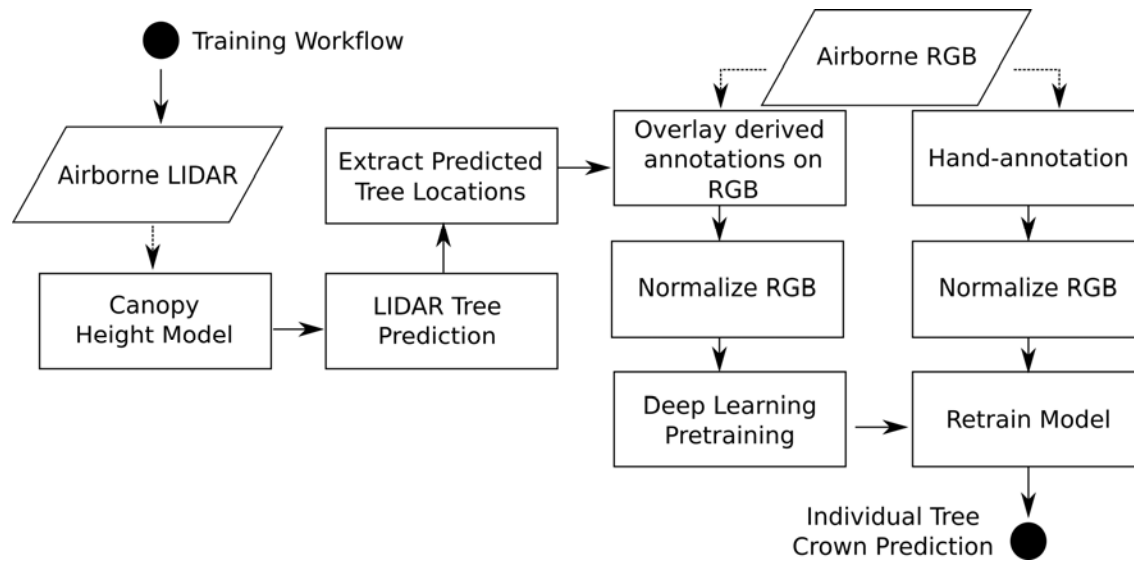 Training Workflow
Airborne LIDAR
Canopy
Height Model
LIDAR Tree
Prediction
Extract Predicted
Tree Locations
Airborne RGB
Overlay derived
annotations on
RGB
Normalize RGB
Deep Learning
Pretraining
Hand-annotation
Normalize RGB
Retrain Model
Individual Tree
Crown Prediction